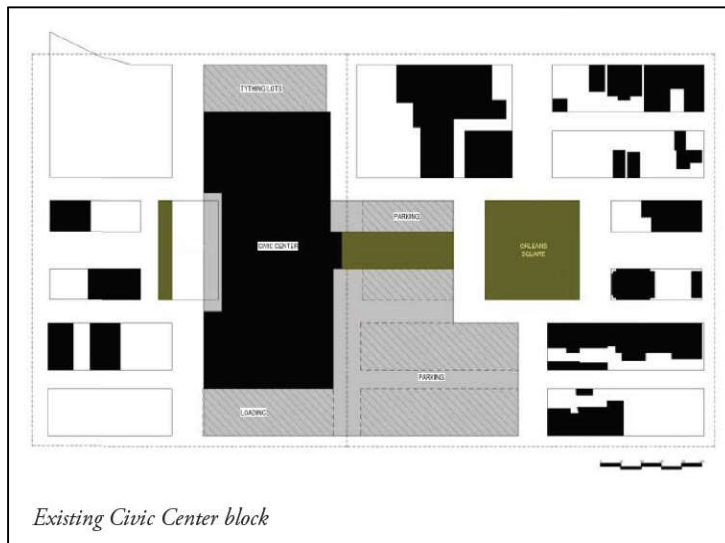 TYTHING LOTS
PARKING
CIVIC CENTER
ORLEANS
SQUARE
PARKING
LOADING
Existing Civic Center block